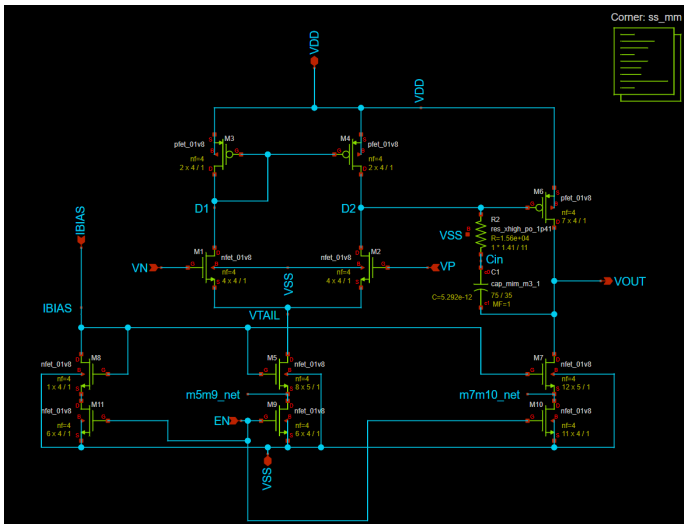 Corner: ss_mm
VDD
VDD
M3
M4
pfet_01v8
pfet_01v8
nf=4
2 x 4 / 1
nf=4
2 x 4 / 1
M6
pfet_01v8
nf=4
7 x 4 / 1
D1
D2
R2
res_xhigh_po_1p41
R=1.56e+04
1 * 1.41 / 11
VSS
IBIAS
M1
M2
nfet_01v8
nfet_01v8
nf=4
4 x 4 / 1
nf=4
4 x 4 / 1
VN
VSS
VP
Cin
C1
cap_mim_m3_1
C=5.292e-12
75 / 35
MF=1
VOUT
IBIAS
VTAIL
M8
nfet_01v8
nf=4
1 x 4 / 1
M5
nfet_01v8
nf=4
8 x 5 / 1
M7
nfet_01v8
nf=4
12 x 5 / 1
m5m9_net
m7m10_net
M11
nfet_01v8
nf=4
6 x 4 / 1
EN
M9
nfet_01v8
nf=4
6 x 4 / 1
M10
nfet_01v8
nf=4
11 x 4 / 1
VSS